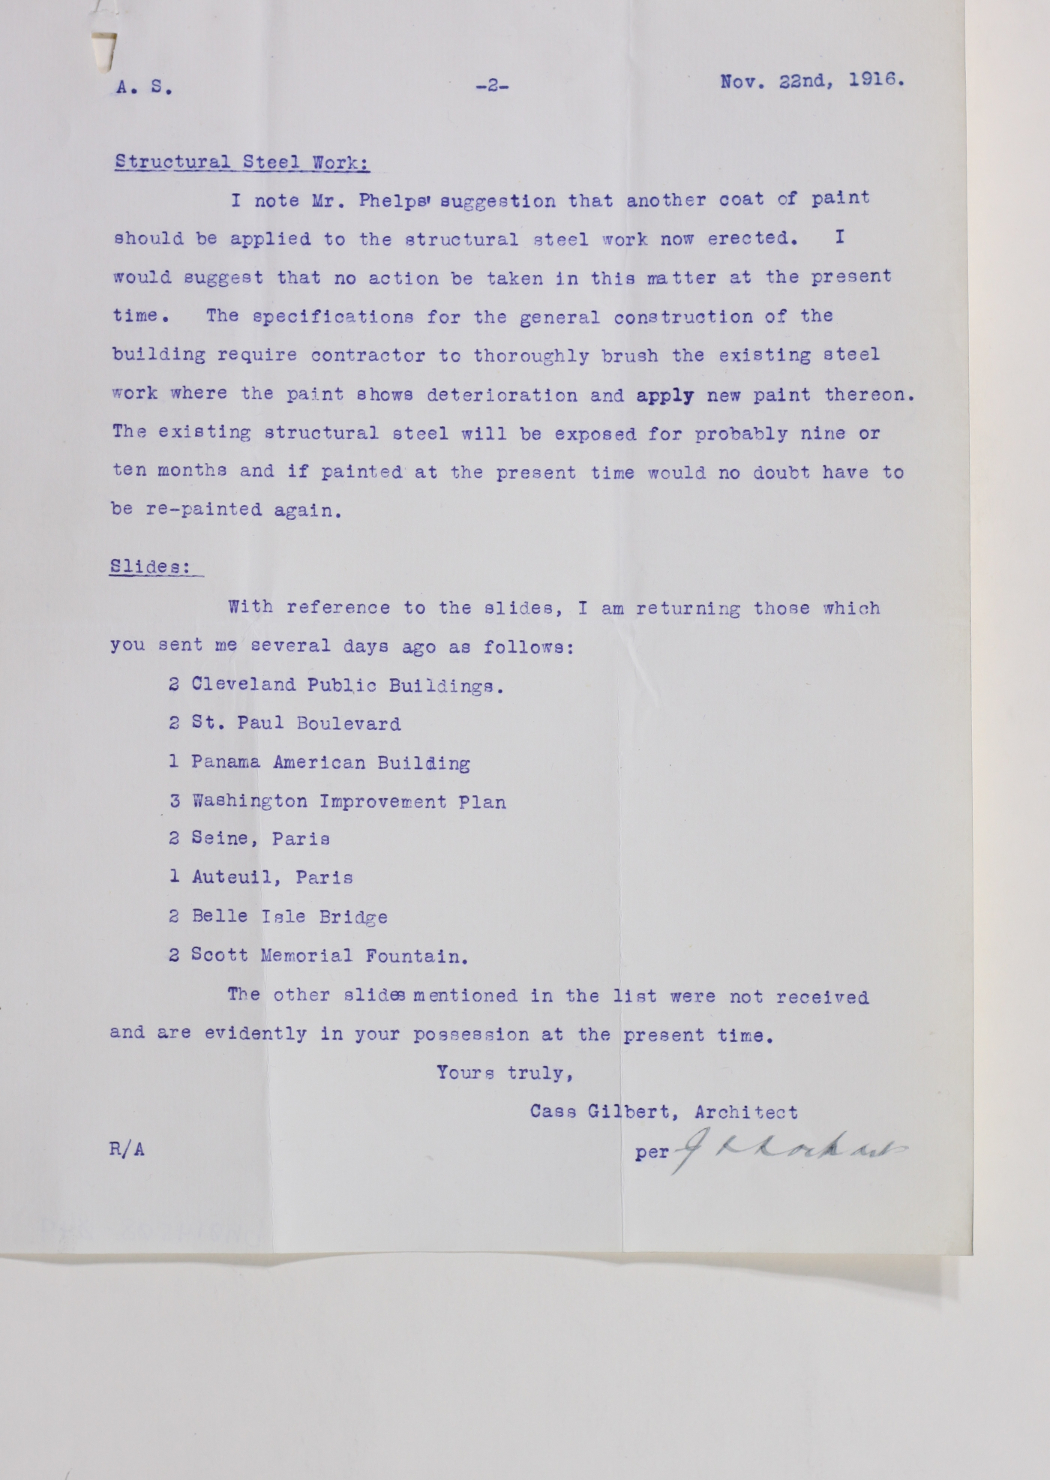 A. S.
-2-
Nov. 22nd, 1916.
Structural Steel Work:
I note Mr. Phelps' suggestion that another coat of paint
should be applied to the structural steel work now erected. I
would suggest that no action be taken in this matter at the present
time. The specifications for the general construction of the
building require contractor to thoroughly brush the existing steel
work where the paint shows deterioration and apply new paint thereon.
The existing structural steel will be exposed for probably nine or
ten months and if painted at the present time would no doubt have to
be re-painted again.
Slides:
With reference to the slides, I am returning those which
you sent me several days ago as follows:
2 Cleveland Public Buildings.
2 St. Paul Boulevard
1 Panama American Building
3 Washington Improvement Plan
2 Seine, Paris
1 Auteuil, Paris
2 Belle Isle Bridge
2 Scott Memorial Fountain.
The other slides mentioned in the list were not received
and are evidently in your possession at the present time.
Yours truly,
Cass Gilbert, Architect
R/A
per